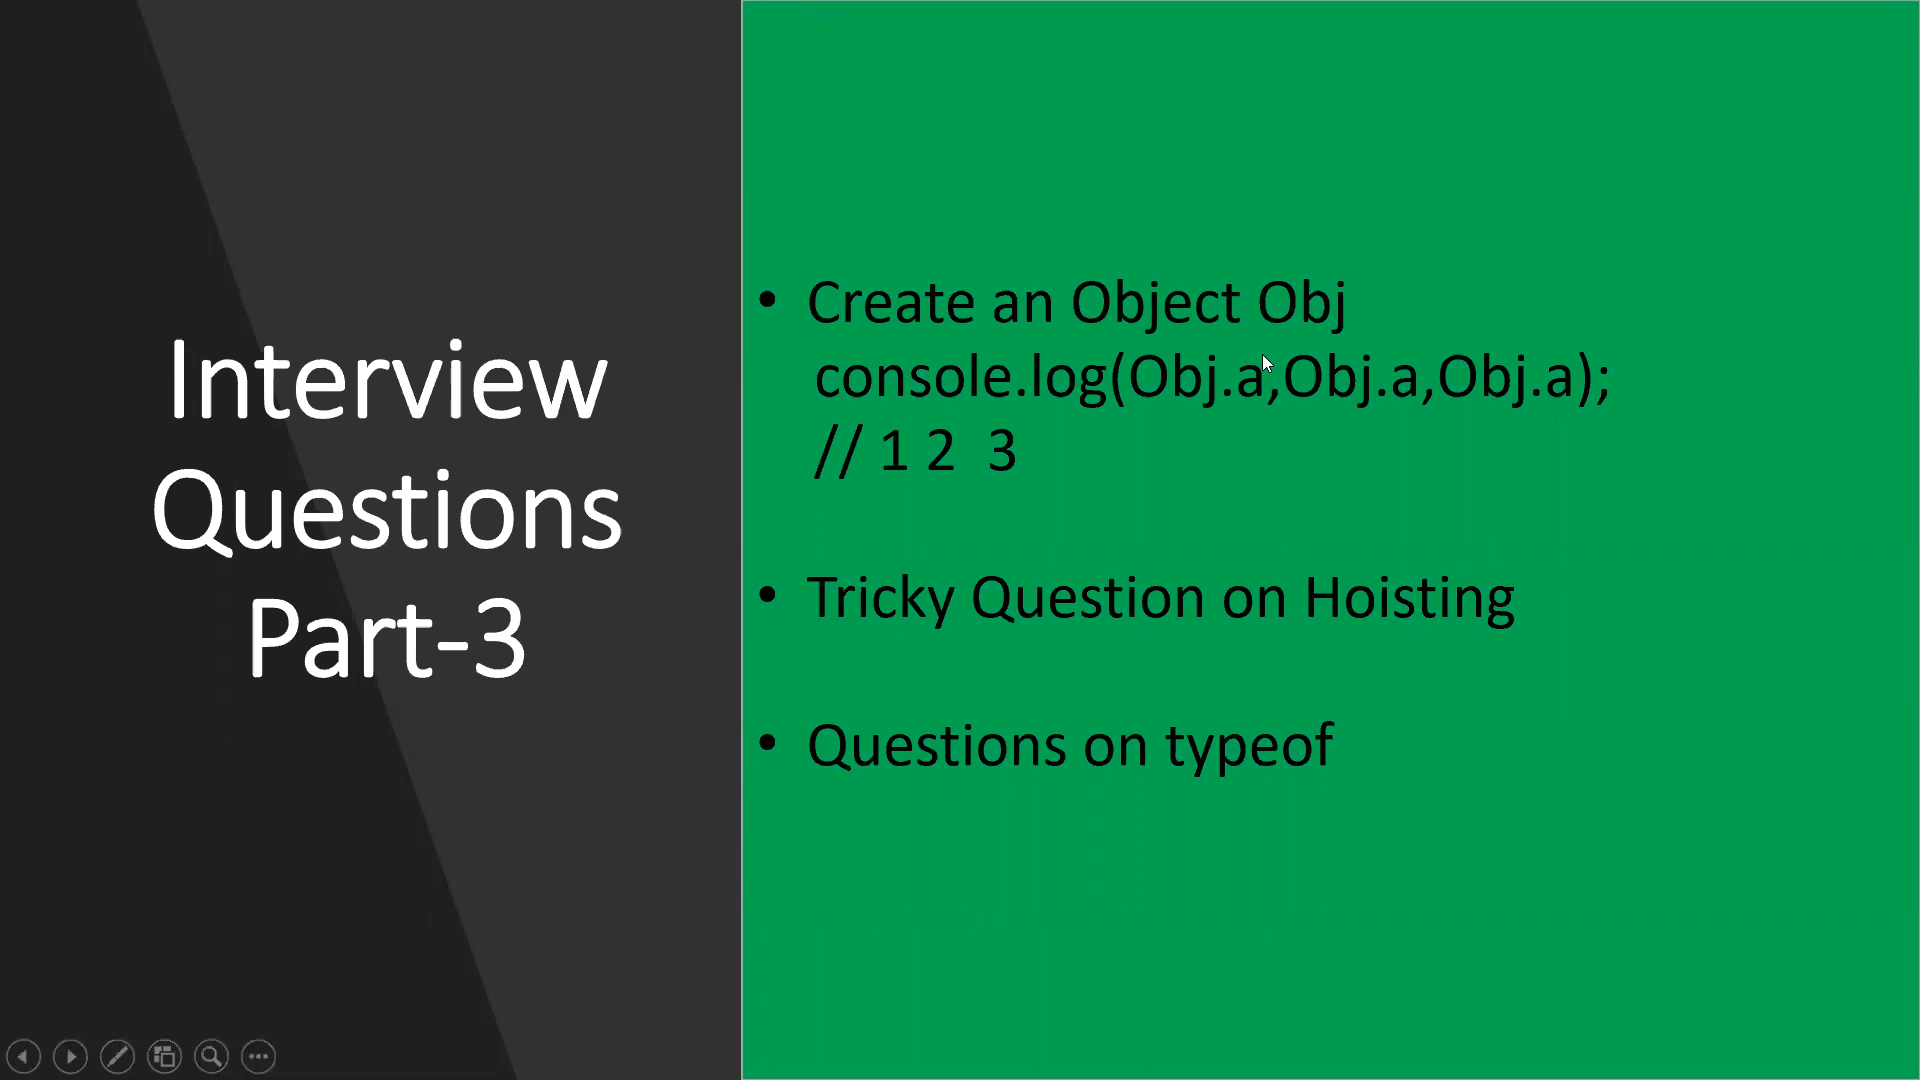 Interview
Questions
Part-3
• Create an Object Obj
console.log(Obj.a,Obj.a,Obj.a);
// 1 2  3
• Tricky Question on Hoisting
• Questions on typeof